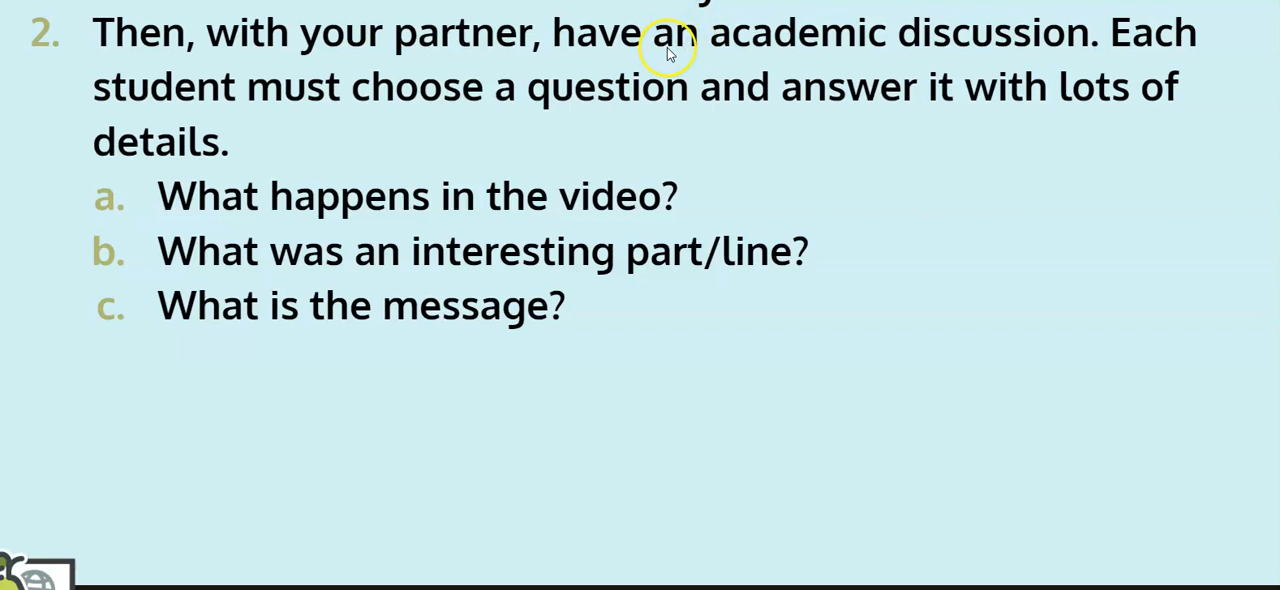 2. Then, with your partner, have an academic discussion. Each
student must choose a question and answer it with lots of
details.
a. What happens in the video?
b. What was an interesting part/line?
c. What is the message?